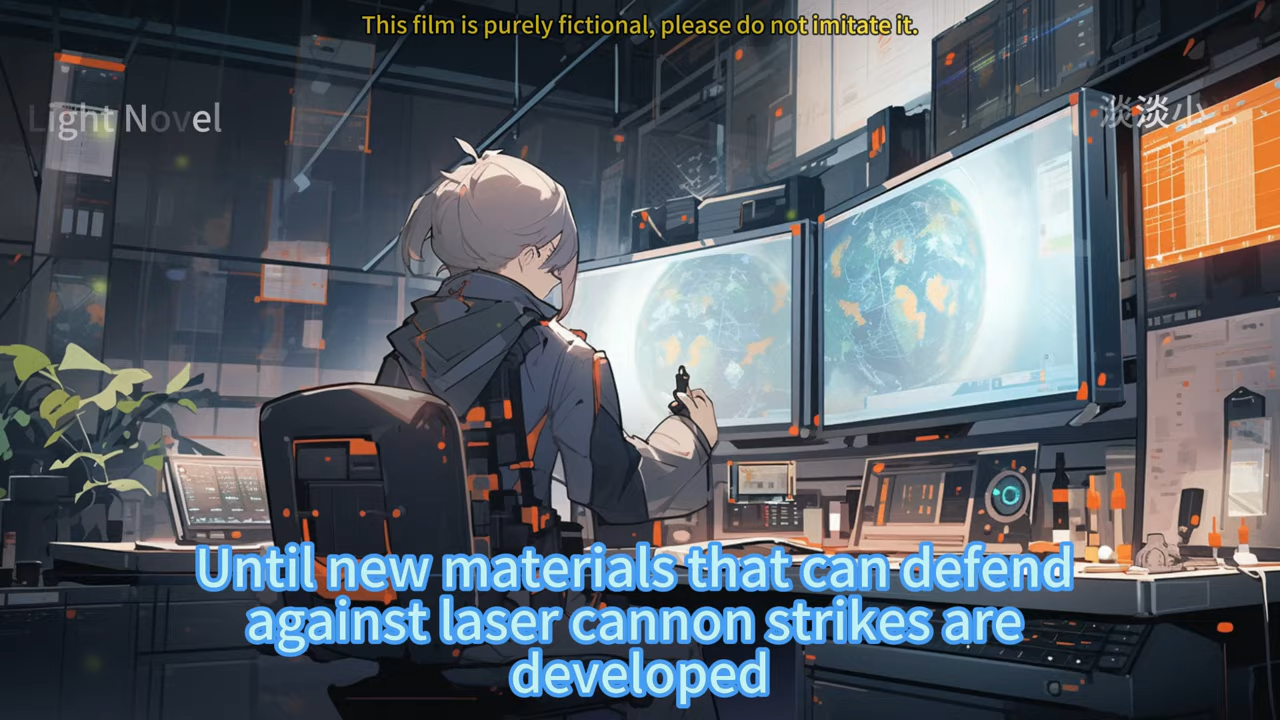 This film is purely fictional, please do not imitate it.
Light Novel
淡淡小
Until new materials that can defend
against laser cannon strikes are
developed